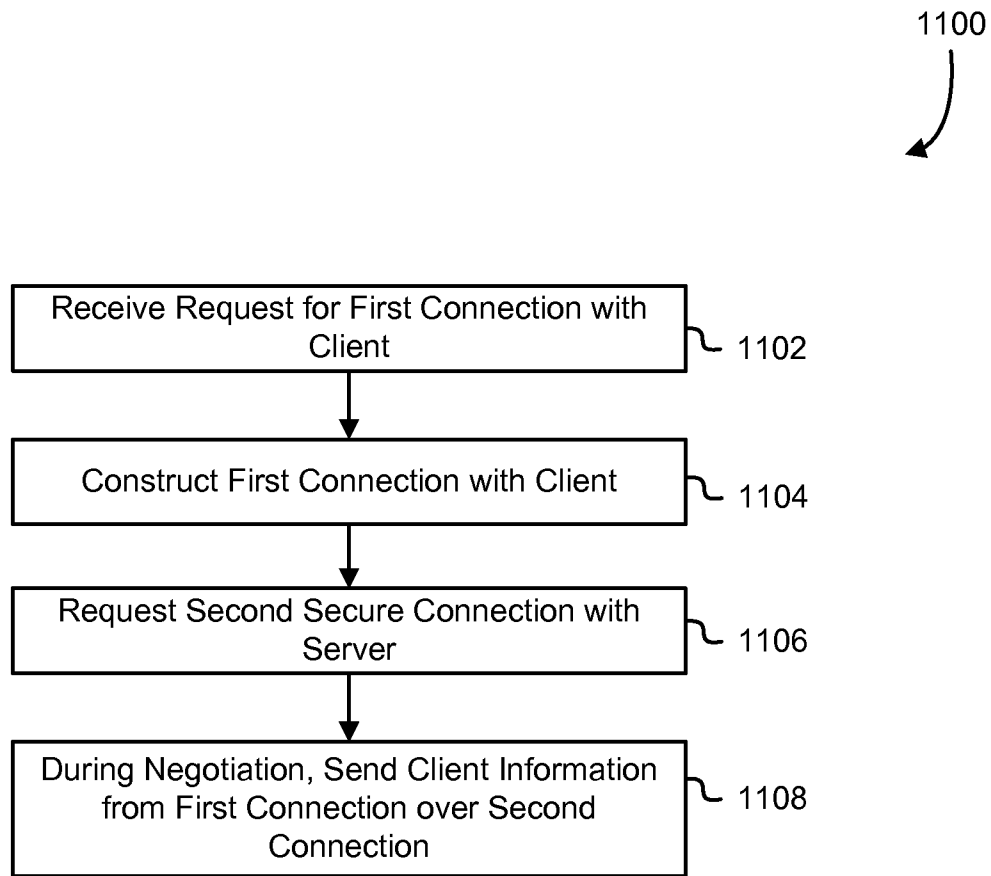 1100
Receive Request for First Connection with
Client
1102
Construct First Connection with Client
1104
Request Second Secure Connection with
Server
1106
During Negotiation, Send Client Information
from First Connection over Second
Connection
1108